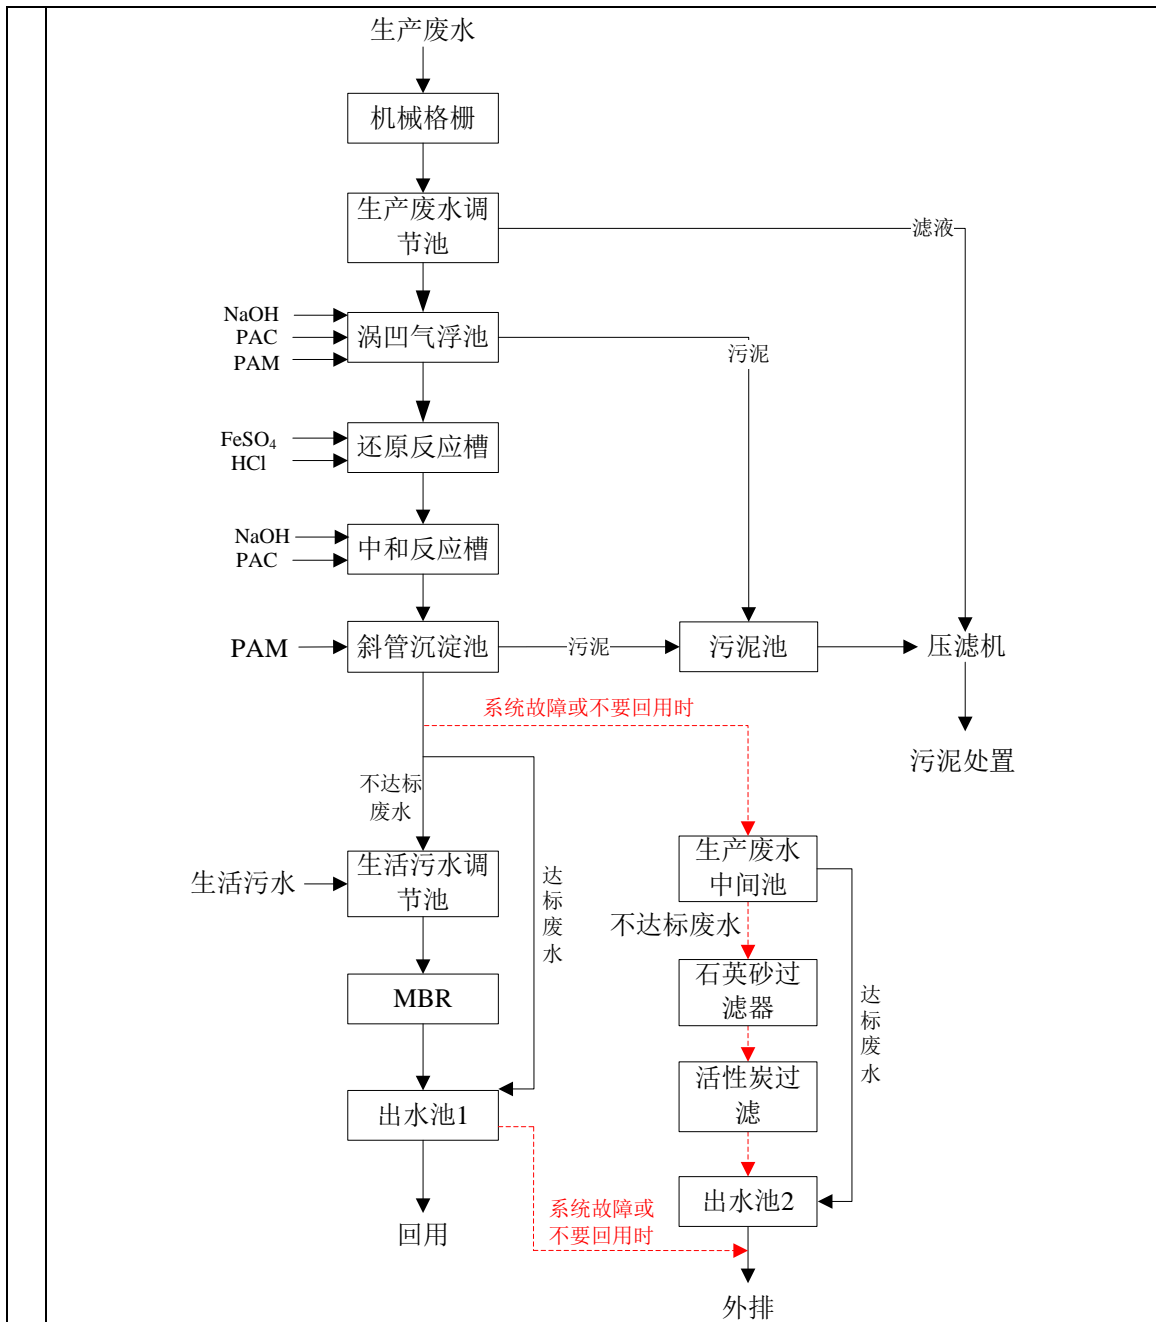 生产废水
机械格栅
生产废水调
节池
滤液
NaOH
PAC
PAM
涡凹气浮池
污泥
FeSO₄
HCl
还原反应槽
NaOH
PAC
中和反应槽
PAM
斜管沉淀池
污泥
污泥池
压滤机
系统故障或不要回用时
污泥处置
不达标
废水
生活污水
生活污水调
节池
达标废水
生产废水
中间池
不达标废水
MBR
石英砂过
滤器
达标废水
活性炭过
滤
出水池1
出水池2
系统故障或
不要回用时
回用
外排